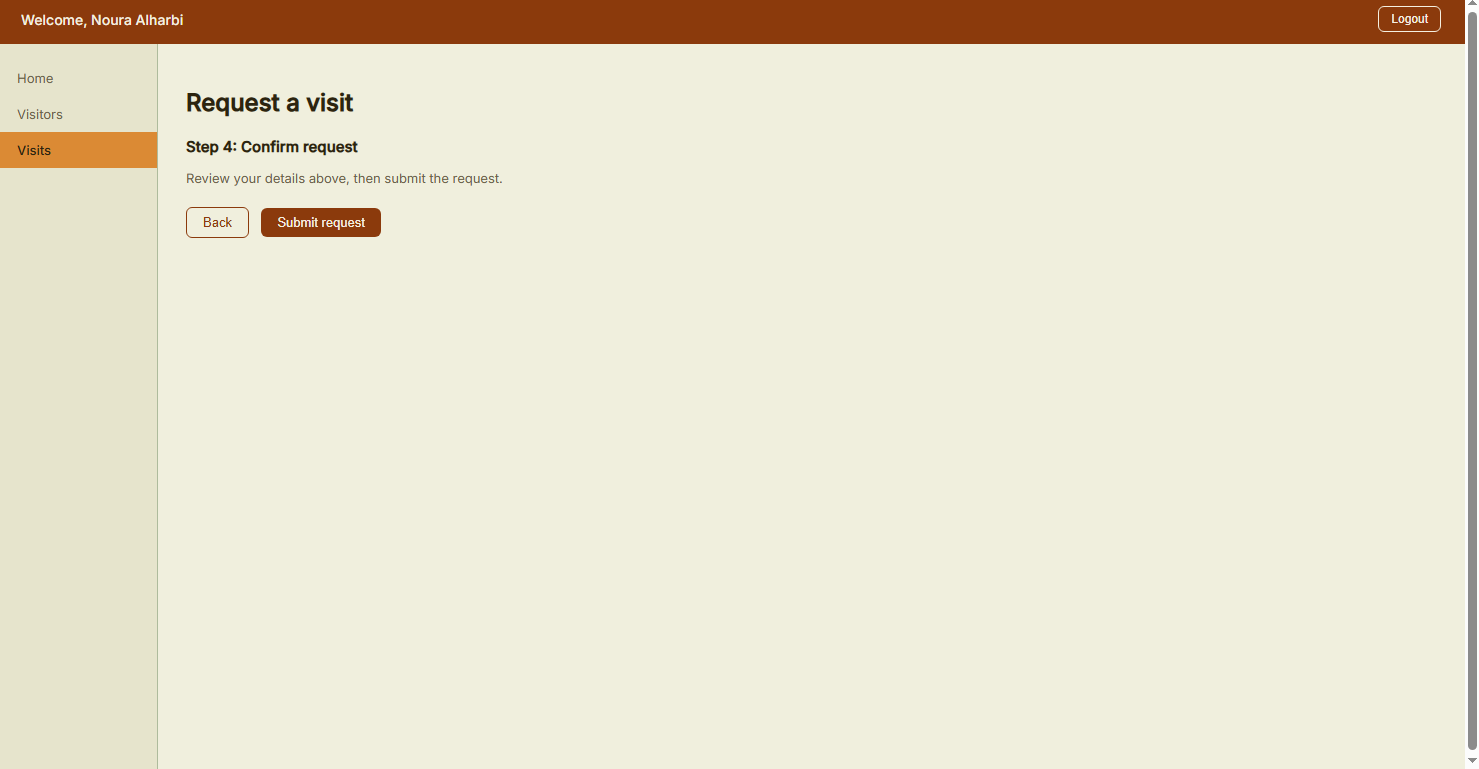 Welcome, Noura Alharbi
Logout
Home
Visitors
Visits
Request a visit
Step 4: Confirm request
Review your details above, then submit the request.
Back
Submit request